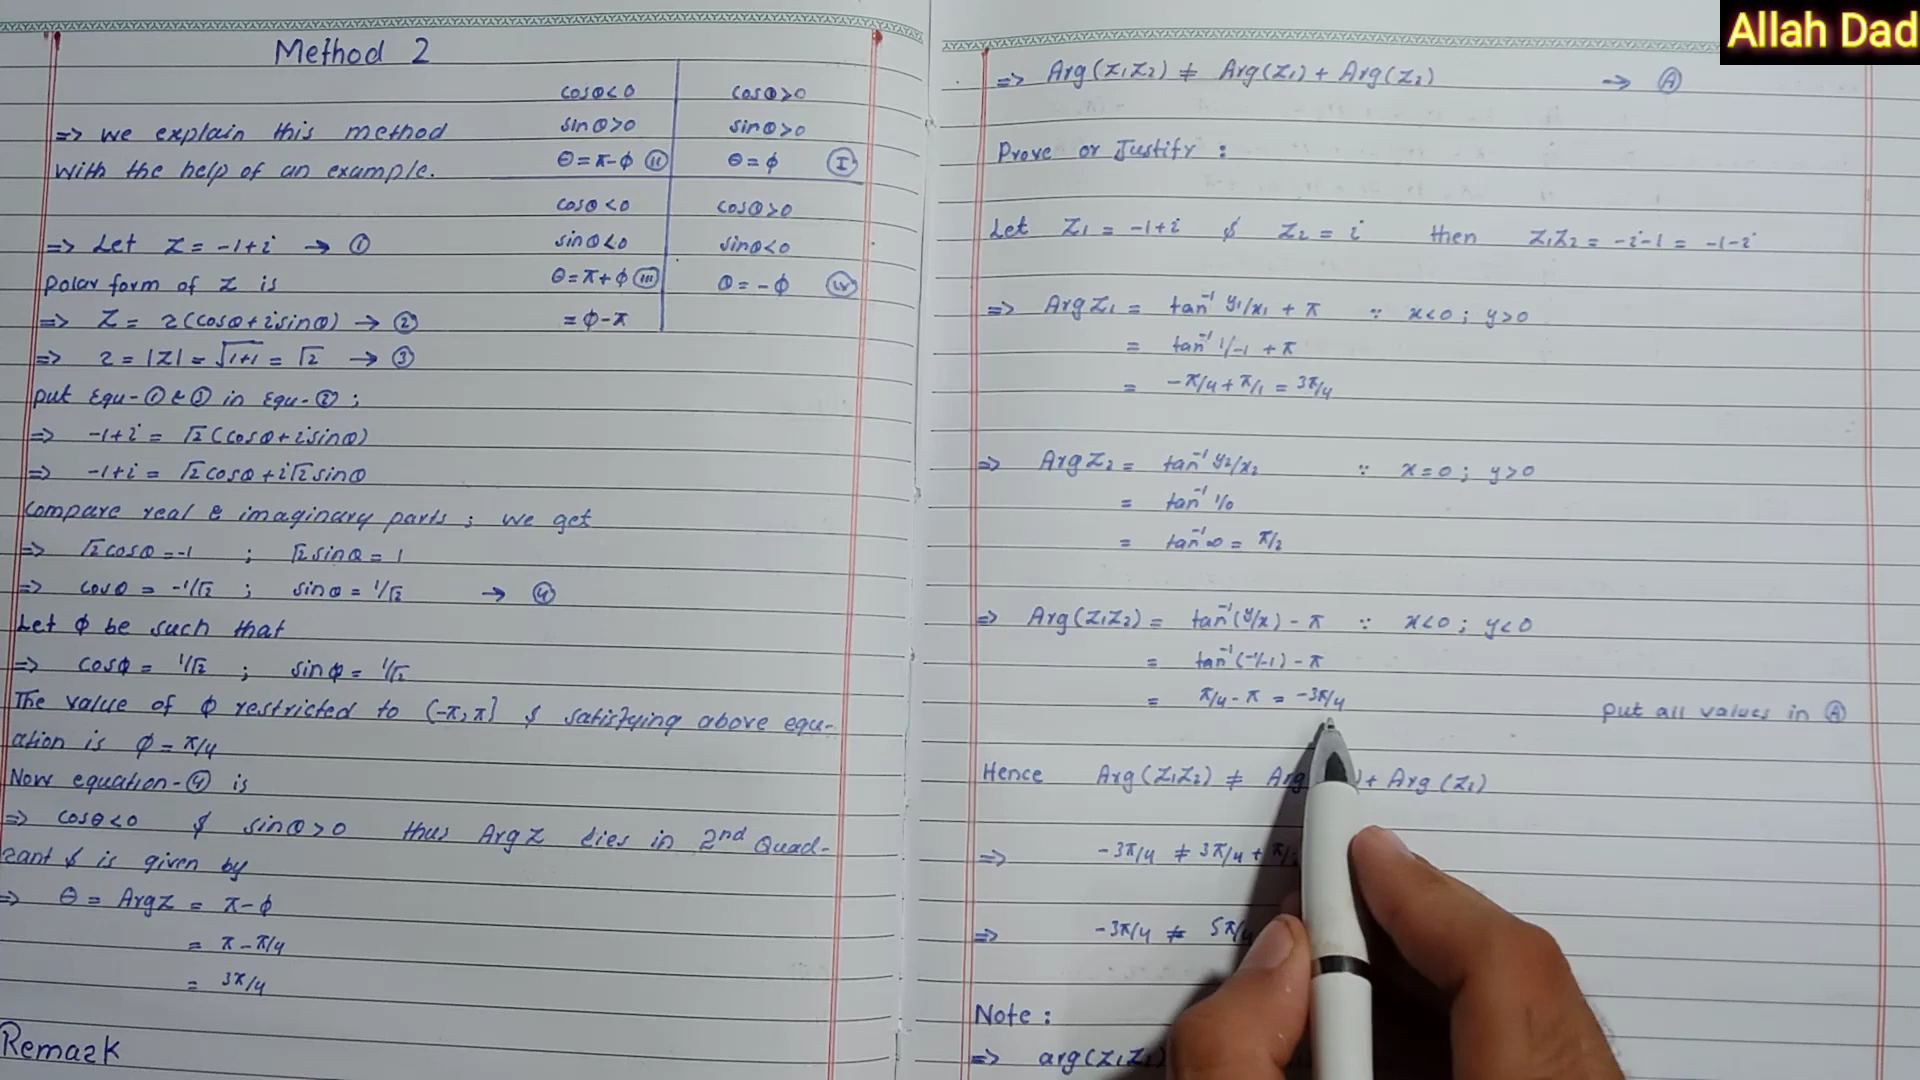 Allah Dad
Method 2
=> We explain this method
with the help of an example.
cosθ<0
sinθ>0
θ=π-φ (II)
cosθ>0
sinθ>0
θ=φ (I)
cosθ<0
sinθ<0
θ=π+φ (III)
=φ-π
cosθ>0
sinθ<0
θ=-φ (IV)
=> Let Z = -1+i → ①
Polar form of Z is
=> Z = r(cosθ+isinθ) → ②
=> r = |Z| = √1+1 = √2 → ③
put Equ-① & ③ in Equ-②;
=> -1+i = √2(cosθ+isinθ)
=> -1+i = √2cosθ+i√2sinθ
Compare real & imaginary parts; we get
=> √2cosθ=-1 ; √2sinθ=1
=> cosθ = -1/√2 ; sinθ = 1/√2 → ④
Let φ be such that
=> cosφ = 1/√2 ; sinφ = 1/√2
The value of φ restricted to (-π,π] & satisfying above equ-
ation is φ=π/4
Now equation-④ is
=> cosθ<0 & sinθ>0 thus ArgZ lies in 2nd Quad-
rant & is given by
=> θ = ArgZ = π-φ
= π-π/4
= 3π/4
Remark
=> Arg(Z1Z2) ≠ Arg(Z1)+Arg(Z2) → Ⓐ
Prove or Justify :
Let Z1 = -1+i & Z2 = i then Z1Z2 = -i-1 = -1-i
=> ArgZ1 = tan⁻¹ y1/x1 + π ∵ x<0 ; y>0
= tan⁻¹ 1/-1 + π
= -π/4+π/1 = 3π/4
=> ArgZ2 = tan⁻¹ y2/x2 ∵ x=0 ; y>0
= tan⁻¹ 1/0
= tan⁻¹ ∞ = π/2
=> Arg(Z1Z2) = tan⁻¹(y/x) - π ∵ x<0 ; y<0
= tan⁻¹(-1/-1) - π
= π/4 - π = -3π/4 put all values in Ⓐ
Hence Arg(Z1Z2) ≠ Arg ) + Arg(Z1)
=> -3π/4 ≠ 3π/4 + π/
=> -3π/4 ≠ 5π/4
Note :
=> arg(Z1Z